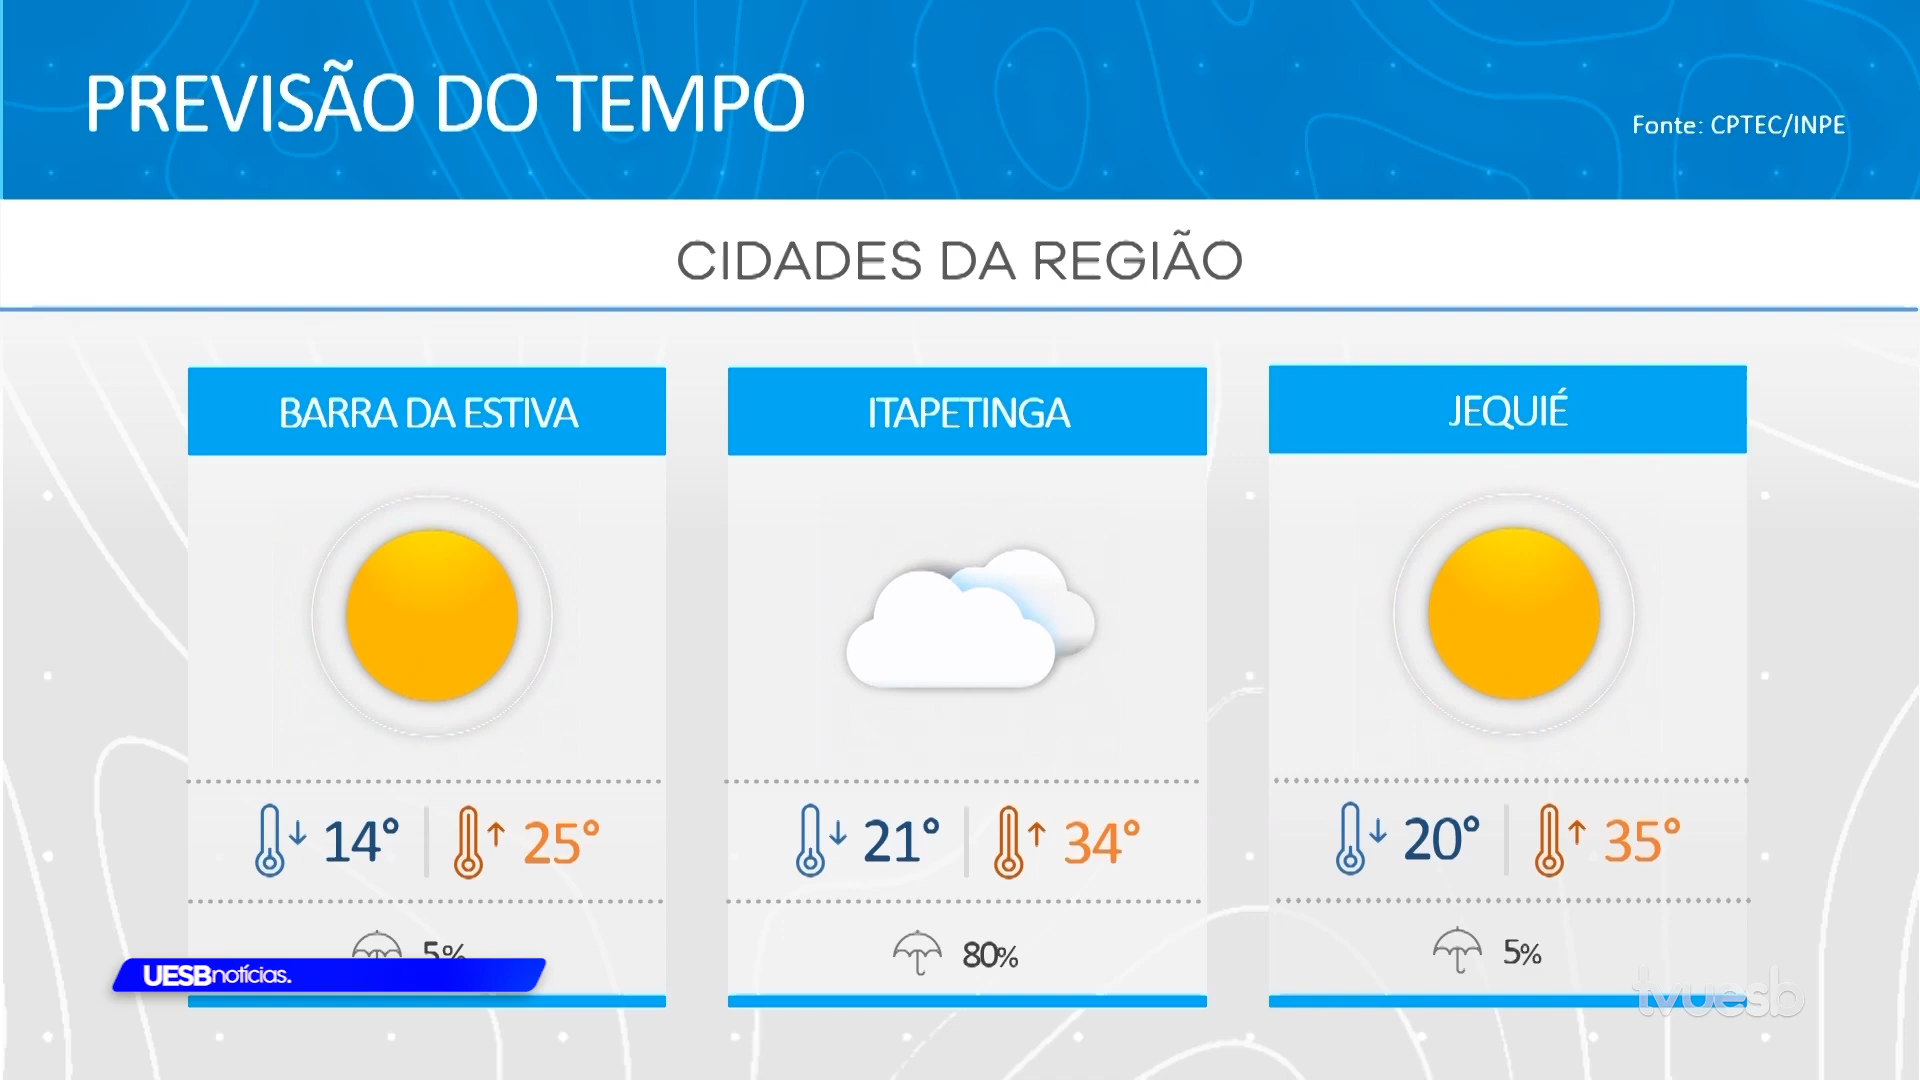 PREVISÃO DO TEMPO
Fonte: CPTEC/INPE
CIDADES DA REGIÃO
BARRA DA ESTIVA
14° 25°
5%
ITAPETINGA
21° 34°
80%
JEQUIÉ
20° 35°
5%
UESBnotícias.
tvuesb